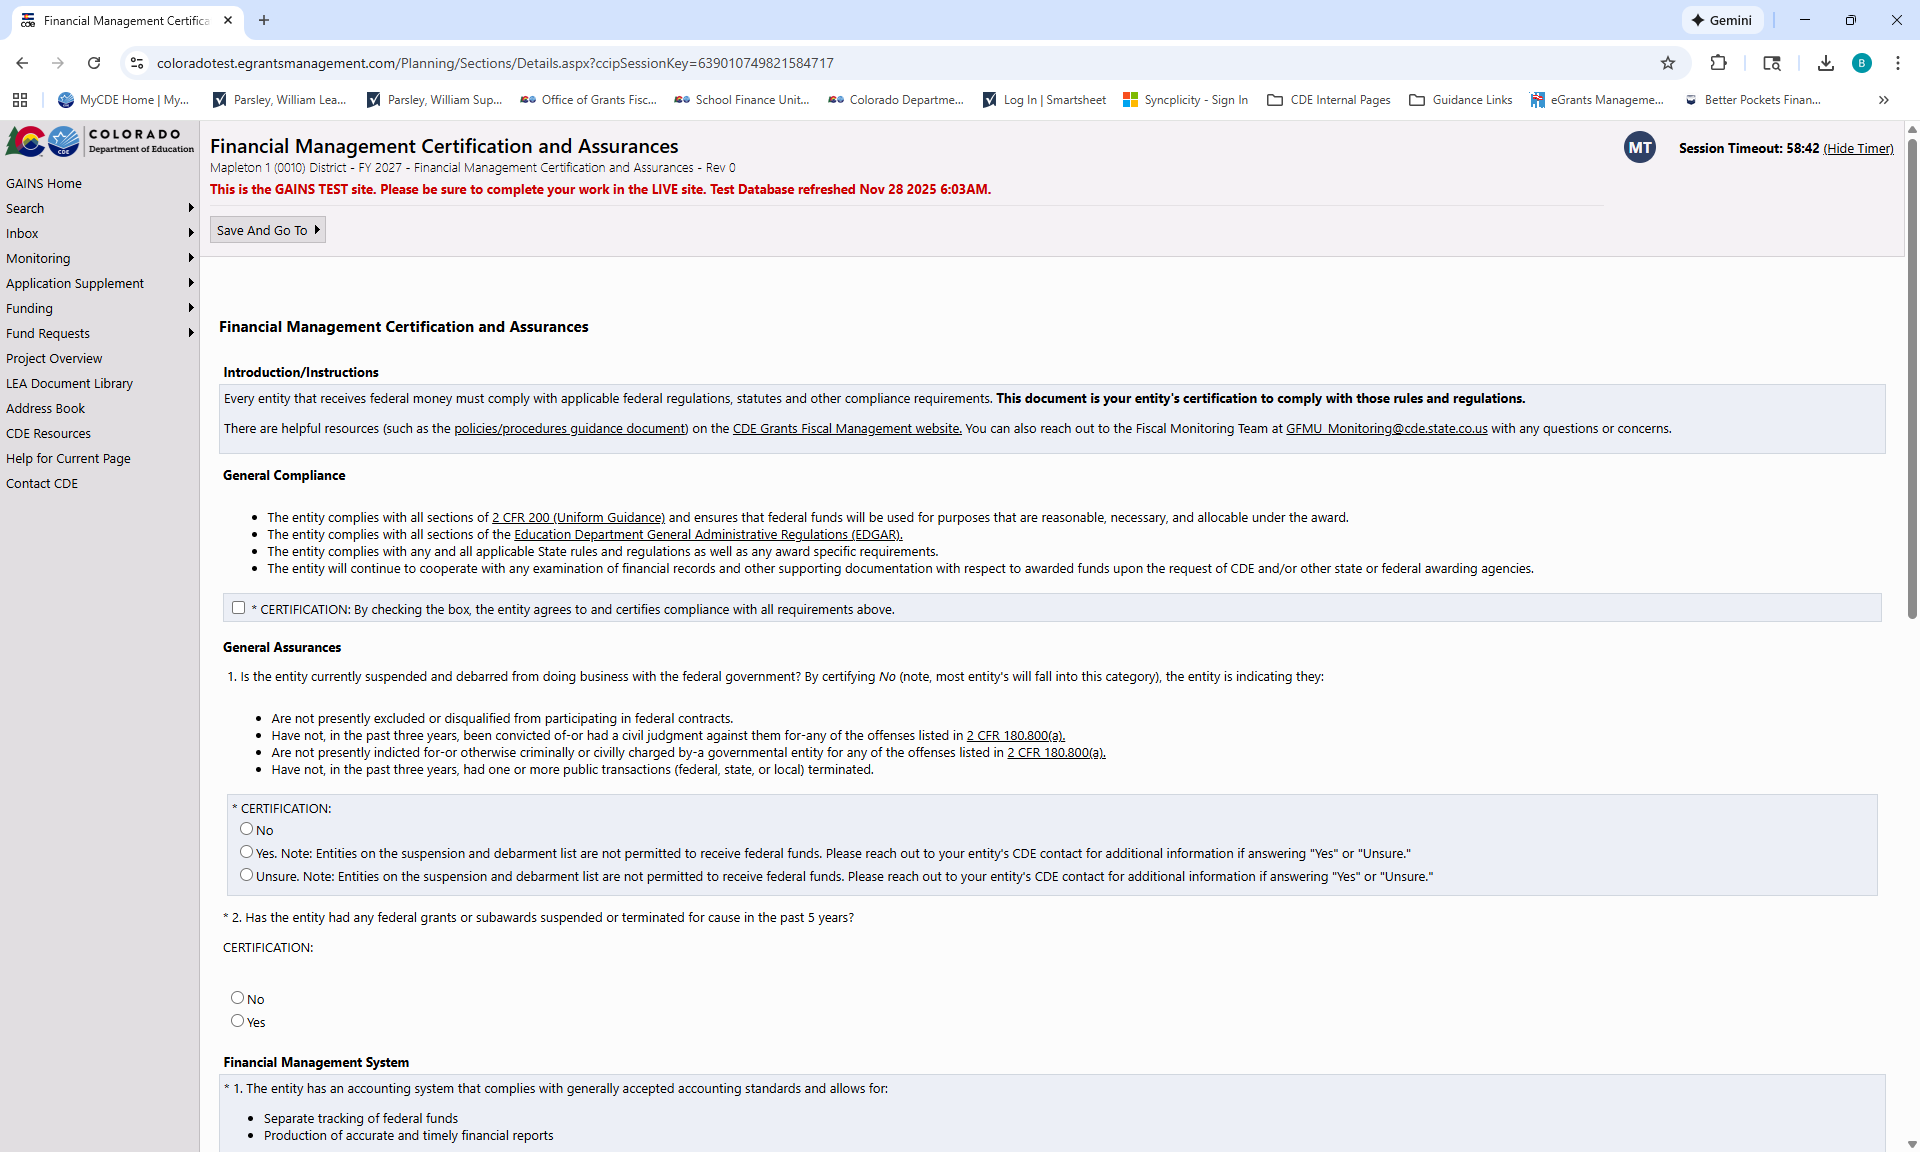 Financial Management Certifica
Gemini
coloradotest.egrantsmanagement.com/Planning/Sections/Details.aspx?ccipSessionKey=639010749821584717
B
MyCDE Home | My...
Parsley, William Lea...
Parsley, William Sup...
Office of Grants Fisc...
School Finance Unit...
Colorado Departme...
Log In | Smartsheet
Syncplicity - Sign In
CDE Internal Pages
Guidance Links
eGrants Manageme...
Better Pockets Finan...
COLORADO
Department of Education
CDE
GAINS Home
Search
Inbox
Monitoring
Application Supplement
Funding
Fund Requests
Project Overview
LEA Document Library
Address Book
CDE Resources
Help for Current Page
Contact CDE
Financial Management Certification and Assurances
Mapleton 1 (0010) District - FY 2027 - Financial Management Certification and Assurances - Rev 0
This is the GAINS TEST site. Please be sure to complete your work in the LIVE site. Test Database refreshed Nov 28 2025 6:03AM.
MT
Session Timeout: 58:42 (Hide Timer)
Save And Go To
Financial Management Certification and Assurances
Introduction/Instructions
Every entity that receives federal money must comply with applicable federal regulations, statutes and other compliance requirements. This document is your entity's certification to comply with those rules and regulations.
There are helpful resources (such as the policies/procedures guidance document) on the CDE Grants Fiscal Management website. You can also reach out to the Fiscal Monitoring Team at GFMU_Monitoring@cde.state.co.us with any questions or concerns.
General Compliance
• The entity complies with all sections of 2 CFR 200 (Uniform Guidance) and ensures that federal funds will be used for purposes that are reasonable, necessary, and allocable under the award.
• The entity complies with all sections of the Education Department General Administrative Regulations (EDGAR).
• The entity complies with any and all applicable State rules and regulations as well as any award specific requirements.
• The entity will continue to cooperate with any examination of financial records and other supporting documentation with respect to awarded funds upon the request of CDE and/or other state or federal awarding agencies.
* CERTIFICATION: By checking the box, the entity agrees to and certifies compliance with all requirements above.
General Assurances
1. Is the entity currently suspended and debarred from doing business with the federal government? By certifying No (note, most entity's will fall into this category), the entity is indicating they:
• Are not presently excluded or disqualified from participating in federal contracts.
• Have not, in the past three years, been convicted of-or had a civil judgment against them for-any of the offenses listed in 2 CFR 180.800(a).
• Are not presently indicted for-or otherwise criminally or civilly charged by-a governmental entity for any of the offenses listed in 2 CFR 180.800(a).
• Have not, in the past three years, had one or more public transactions (federal, state, or local) terminated.
* CERTIFICATION:
No
Yes. Note: Entities on the suspension and debarment list are not permitted to receive federal funds. Please reach out to your entity's CDE contact for additional information if answering "Yes" or "Unsure."
Unsure. Note: Entities on the suspension and debarment list are not permitted to receive federal funds. Please reach out to your entity's CDE contact for additional information if answering "Yes" or "Unsure."
* 2. Has the entity had any federal grants or subawards suspended or terminated for cause in the past 5 years?
CERTIFICATION:
No
Yes
Financial Management System
* 1. The entity has an accounting system that complies with generally accepted accounting standards and allows for:
• Separate tracking of federal funds
• Production of accurate and timely financial reports